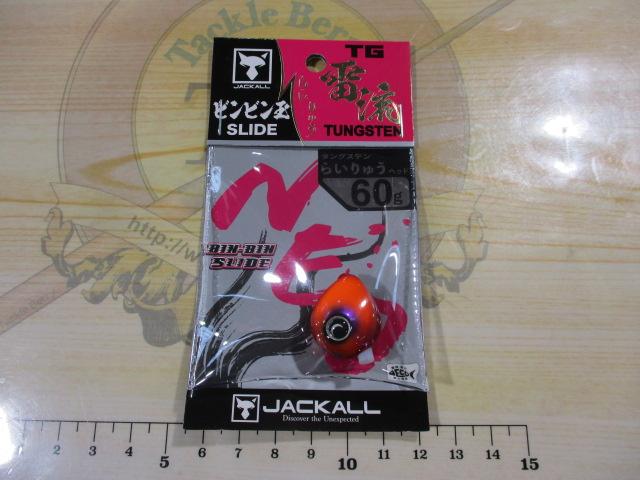 Tackle Berry
JACKALL
ビンビン玉
SLIDE
TG
雷流
らいりゅう
TUNGSTEN
タングステン
らいりゅうヘッド
60g
NEO
BIN-BIN
SLIDE
http://w
JACKALL
Discover the Unexpected
2 3 4 5 6 7 8 9 10 11 12 13 14 15